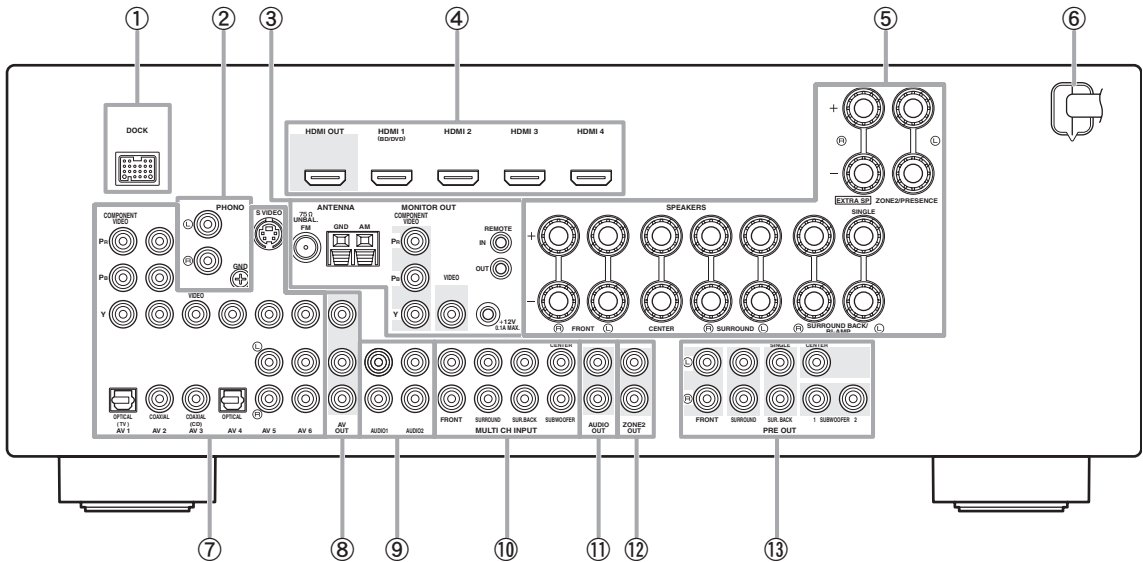 ① ② ③ ④ ⑤ ⑥
DOCK
PHONO
Ⓛ
Ⓡ
GND
S VIDEO
HDMI OUT HDMI 1 HDMI 2 HDMI 3 HDMI 4
(BD/DVD)
ANTENNA
75Ω
UNBAL.
FM
GND AM
MONITOR OUT
COMPONENT
VIDEO
PR
PB
Y
VIDEO
REMOTE
IN
OUT
+12V
0.1A MAX.
+
Ⓡ Ⓛ
–
EXTRA SP ZONE2/PRESENCE
SPEAKERS
SINGLE
+
–
Ⓡ FRONT Ⓛ CENTER Ⓡ SURROUND Ⓛ Ⓡ SURROUND BACK/ Ⓛ
BI-AMP
COMPONENT
VIDEO
PR
PB
VIDEO
Y
Ⓛ
Ⓡ
OPTICAL COAXIAL COAXIAL OPTICAL
(TV) (CD)
AV 1 AV 2 AV 3 AV 4 AV 5 AV 6
AV
OUT
AUDIO1 AUDIO2
CENTER
FRONT SURROUND SUR.BACK SUBWOOFER
MULTI CH INPUT
AUDIO
OUT
ZONE2
OUT
SINGLE CENTER
Ⓛ
Ⓡ
FRONT SURROUND SUR. BACK 1 SUBWOOFER 2
PRE OUT
⑦ ⑧ ⑨ ⑩ ⑪ ⑫ ⑬